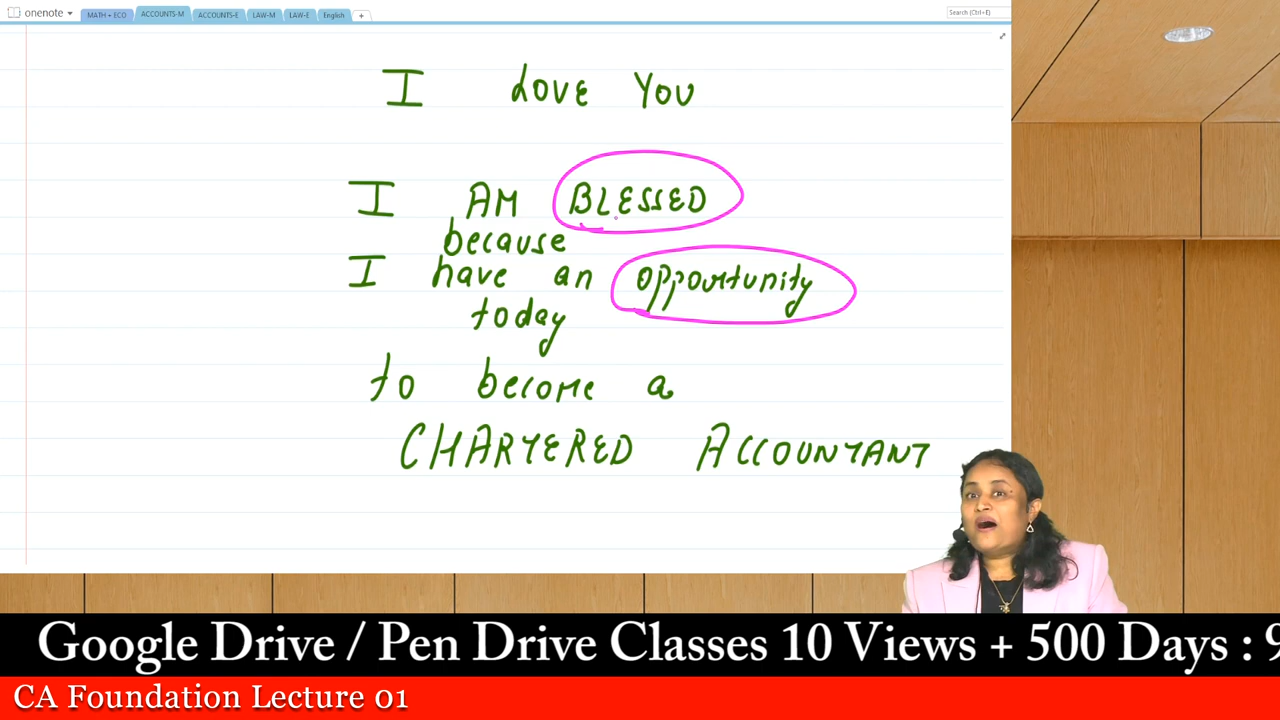 onenote
MATH + ECO ACCOUNTS-M ACCOUNTS-E LAW-M LAW-E English +
Search (Ctrl+E)
I LOVE YOU
I AM BLESSED
because
I have an opportunity
today
to become a
CHARTERED ACCOUNTANT
Google Drive / Pen Drive Classes 10 Views + 500 Days : 9
CA Foundation Lecture 01